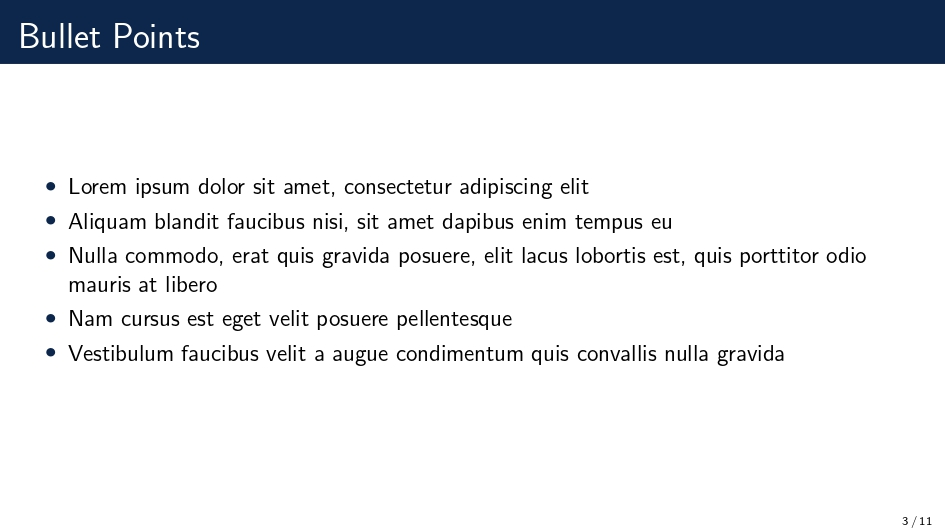 Bullet Points
• Lorem ipsum dolor sit amet, consectetur adipiscing elit
• Aliquam blandit faucibus nisi, sit amet dapibus enim tempus eu
• Nulla commodo, erat quis gravida posuere, elit lacus lobortis est, quis porttitor odio
mauris at libero
• Nam cursus est eget velit posuere pellentesque
• Vestibulum faucibus velit a augue condimentum quis convallis nulla gravida
3 / 11